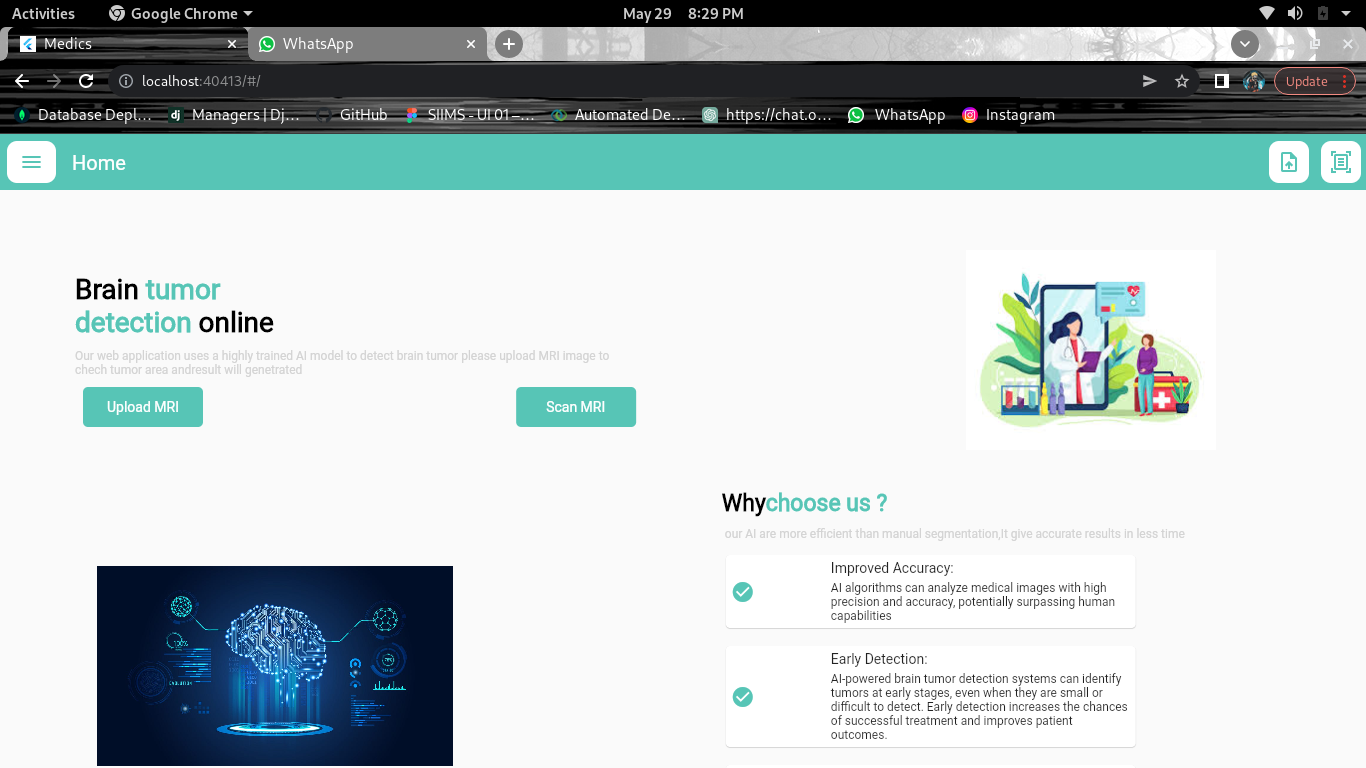 Activities Google Chrome May 29 8:29 PM
Medics WhatsApp
localhost:40413/#/ Update
Database Depl... Managers | Dj... GitHub SIIMS - UI 01 –... Automated De... https://chat.o... WhatsApp Instagram
Home
Brain tumor
detection online
Our web application uses a highly trained AI model to detect brain tumor please upload MRI image to
chech tumor area andresult will genetrated
Upload MRI Scan MRI
Whychoose us ?
our AI are more efficient than manual segmentation,It give accurate results in less time
Improved Accuracy:
AI algorithms can analyze medical images with high
precision and accuracy, potentially surpassing human
capabilities
Early Detection:
AI-powered brain tumor detection systems can identify
tumors at early stages, even when they are small or
difficult to detect. Early detection increases the chances
of successful treatment and improves patient
outcomes.
100%
EVOLUTION